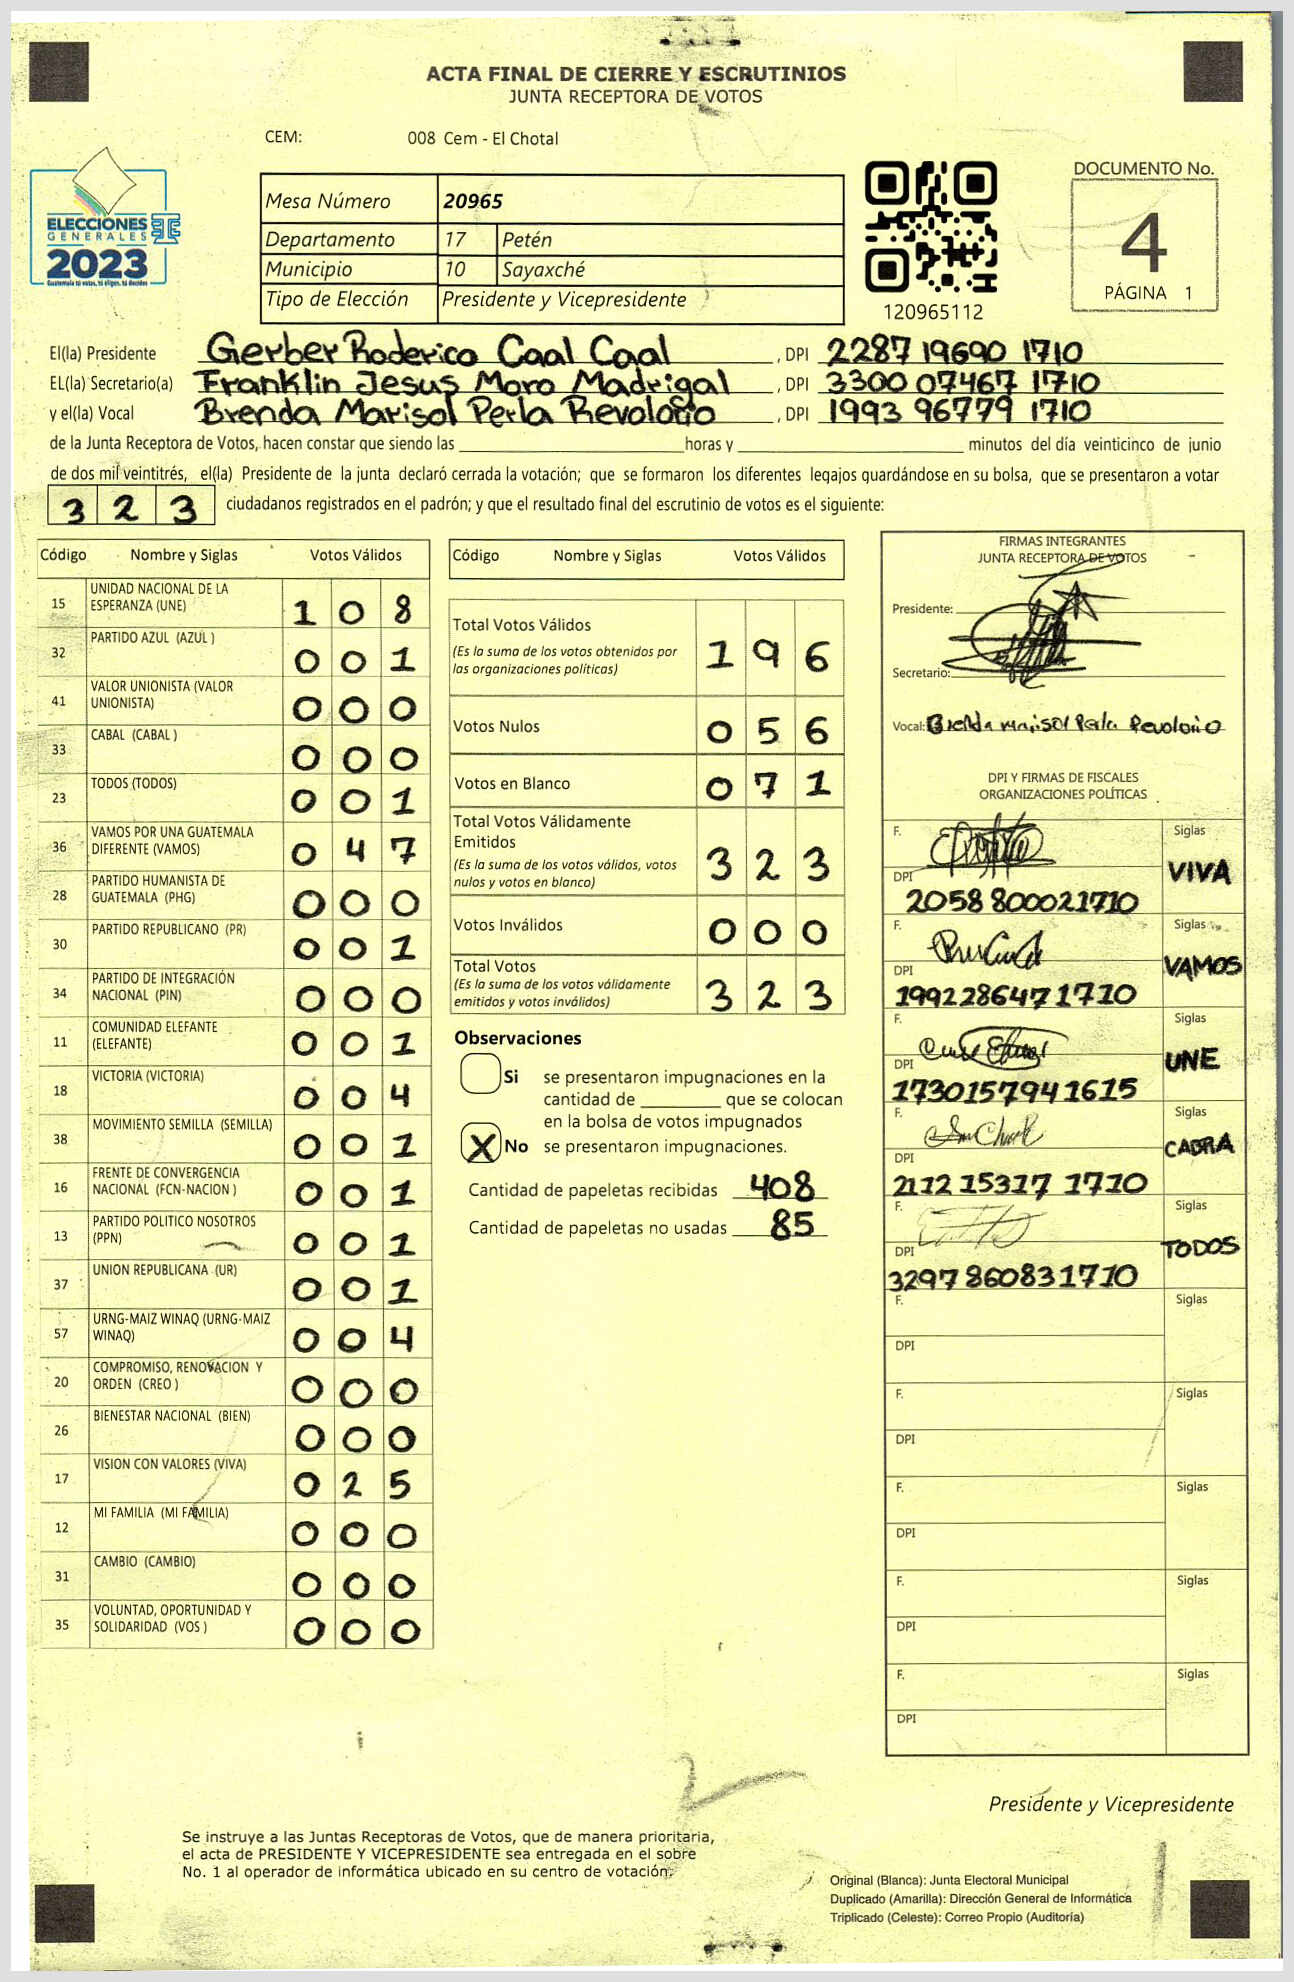 ACTA FINAL DE CIERRE Y ESCRUTINIOS
JUNTA RECEPTORA DE VOTOS
CEM: 008 Cem - El Chotal
ELECCIONES
GENERALES
2023
Guatemala tú votas, tú eliges, tú decides
Mesa Número 20965
Departamento 17 Petén
Municipio 10 Sayaxché
Tipo de Elección Presidente y Vicepresidente
120965112
DOCUMENTO No.
4
PÁGINA 1
El(la) Presidente Gerber Roderico Caal Caal , DPI 2287 19690 1710
EL(la) Secretario(a) Franklin Jesus Moro Madrigal , DPI 3300 07467 1710
y el(la) Vocal Brenda Marisol Perla Revolorio , DPI 1993 96779 1710
de la Junta Receptora de Votos, hacen constar que siendo las horas y minutos del día veinticinco de junio
de dos mil veintitrés, el(la) Presidente de la junta declaró cerrada la votación; que se formaron los diferentes legajos guardándose en su bolsa, que se presentaron a votar
3 2 3 ciudadanos registrados en el padrón; y que el resultado final del escrutinio de votos es el siguiente:
Código Nombre y Siglas Votos Válidos
15 UNIDAD NACIONAL DE LA ESPERANZA (UNE) 1 0 8
32 PARTIDO AZUL (AZUL ) 0 0 1
41 VALOR UNIONISTA (VALOR UNIONISTA) 0 0 0
33 CABAL (CABAL ) 0 0 0
23 TODOS (TODOS) 0 0 1
36 VAMOS POR UNA GUATEMALA DIFERENTE (VAMOS) 0 4 7
28 PARTIDO HUMANISTA DE GUATEMALA (PHG) 0 0 0
30 PARTIDO REPUBLICANO (PR) 0 0 1
34 PARTIDO DE INTEGRACIÓN NACIONAL (PIN) 0 0 0
11 COMUNIDAD ELEFANTE (ELEFANTE) 0 0 1
18 VICTORIA (VICTORIA) 0 0 4
38 MOVIMIENTO SEMILLA (SEMILLA) 0 0 1
16 FRENTE DE CONVERGENCIA NACIONAL (FCN-NACION ) 0 0 1
13 PARTIDO POLITICO NOSOTROS (PPN) 0 0 1
37 UNION REPUBLICANA (UR) 0 0 1
57 URNG-MAIZ WINAQ (URNG-MAIZ WINAQ) 0 0 4
20 COMPROMISO, RENOVACION Y ORDEN (CREO ) 0 0 0
26 BIENESTAR NACIONAL (BIEN) 0 0 0
17 VISION CON VALORES (VIVA) 0 2 5
12 MI FAMILIA (MI FAMILIA) 0 0 0
31 CAMBIO (CAMBIO) 0 0 0
35 VOLUNTAD, OPORTUNIDAD Y SOLIDARIDAD (VOS ) 0 0 0
Código Nombre y Siglas Votos Válidos
Total Votos Válidos
(Es la suma de los votos obtenidos por las organizaciones políticas) 1 9 6
Votos Nulos 0 5 6
Votos en Blanco 0 7 1
Total Votos Válidamente Emitidos
(Es la suma de los votos válidos, votos nulos y votos en blanco) 3 2 3
Votos Inválidos 0 0 0
Total Votos
(Es la suma de los votos válidamente emitidos y votos inválidos) 3 2 3
Observaciones
Si se presentaron impugnaciones en la
cantidad de que se colocan
en la bolsa de votos impugnados
X No se presentaron impugnaciones.
Cantidad de papeletas recibidas 408
Cantidad de papeletas no usadas 85
FIRMAS INTEGRANTES
JUNTA RECEPTORA DE VOTOS
Presidente:
Secretario:
Vocal: Brenda marisol Perla Revolorio
DPI Y FIRMAS DE FISCALES
ORGANIZACIONES POLÍTICAS
F. Siglas
VIVA
DPI
2058 80002 1710
F. Siglas
VAMOS
DPI
1992286471710
F. Siglas
UNE
DPI
1730157941615
F. Siglas
CABRA
DPI
2112 15317 1710
F. Siglas
TODOS
DPI
3297 86083 1710
F. Siglas
DPI
F. Siglas
DPI
F. Siglas
DPI
F. Siglas
DPI
F. Siglas
DPI
Presidente y Vicepresidente
Se instruye a las Juntas Receptoras de Votos, que de manera prioritaria,
el acta de PRESIDENTE Y VICEPRESIDENTE sea entregada en el sobre
No. 1 al operador de informática ubicado en su centro de votación.
Original (Blanca): Junta Electoral Municipal
Duplicado (Amarilla): Dirección General de Informática
Triplicado (Celeste): Correo Propio (Auditoría)